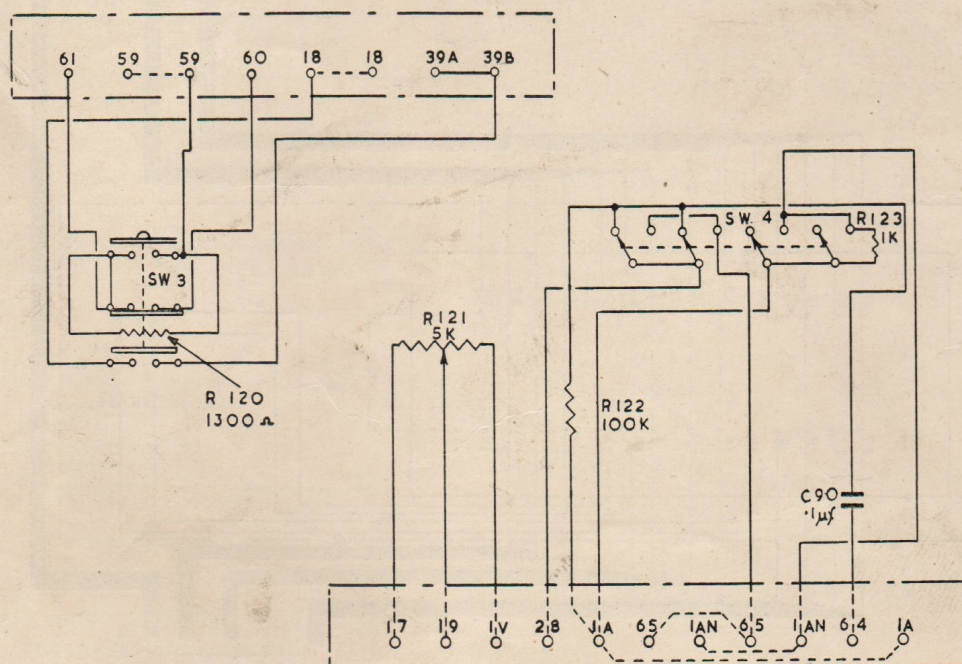 61 59 59 60 18 18 39A 39B
SW 3
R 120
1300 Ω
R121
5K
SW. 4
R123
1K
R122
100K
C90
.1μf
17 19 1V 28 1A 65 1AN 65 1AN 64 1A